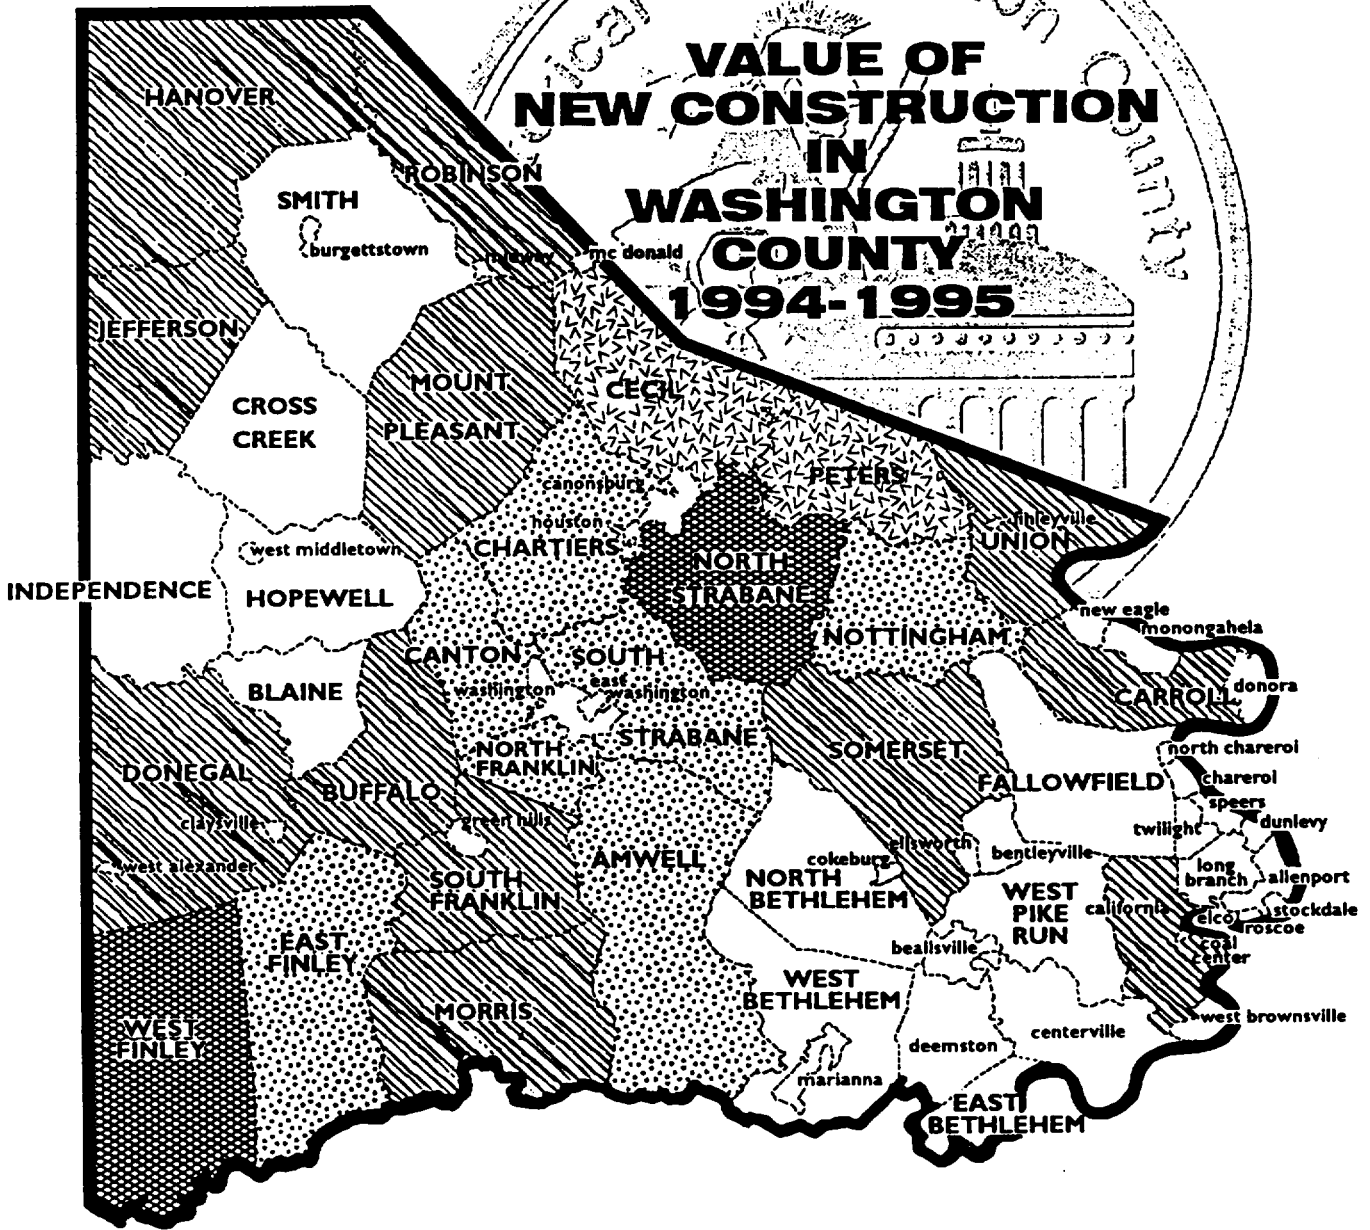 VALUE OF
NEW CONSTRUCTION
IN
WASHINGTON
COUNTY
1994-1995
County
HANOVER
ROBINSON
SMITH
burgettstown
midway
mc donald
JEFFERSON
MOUNT
PLEASANT
CECIL
CROSS
CREEK
PETERS
canonsburg
houston
finleyville
UNION
CHARTIERS
west middletown
NORTH
STRABANE
INDEPENDENCE
HOPEWELL
new eagle
monongahela
NOTTINGHAM
CANTON
SOUTH
STRABANE
BLAINE
washington
east
washington
CARROLL
donora
NORTH
FRANKLIN
SOMERSET
north chareroi
DONEGAL
BUFFALO
FALLOWFIELD
chareroi
speers
dunlevy
twilight
claysville
green hills
ellsworth
bentleyville
west alexander
AMWELL
cokeburg
long
branch
allenport
SOUTH
FRANKLIN
NORTH
BETHLEHEM
WEST
PIKE
RUN
california
elco
stockdale
roscoe
EAST
FINLEY
beallsville
coal
center
WEST
BETHLEHEM
MORRIS
WEST
FINLEY
west brownsville
centerville
deemston
marianna
EAST
BETHLEHEM